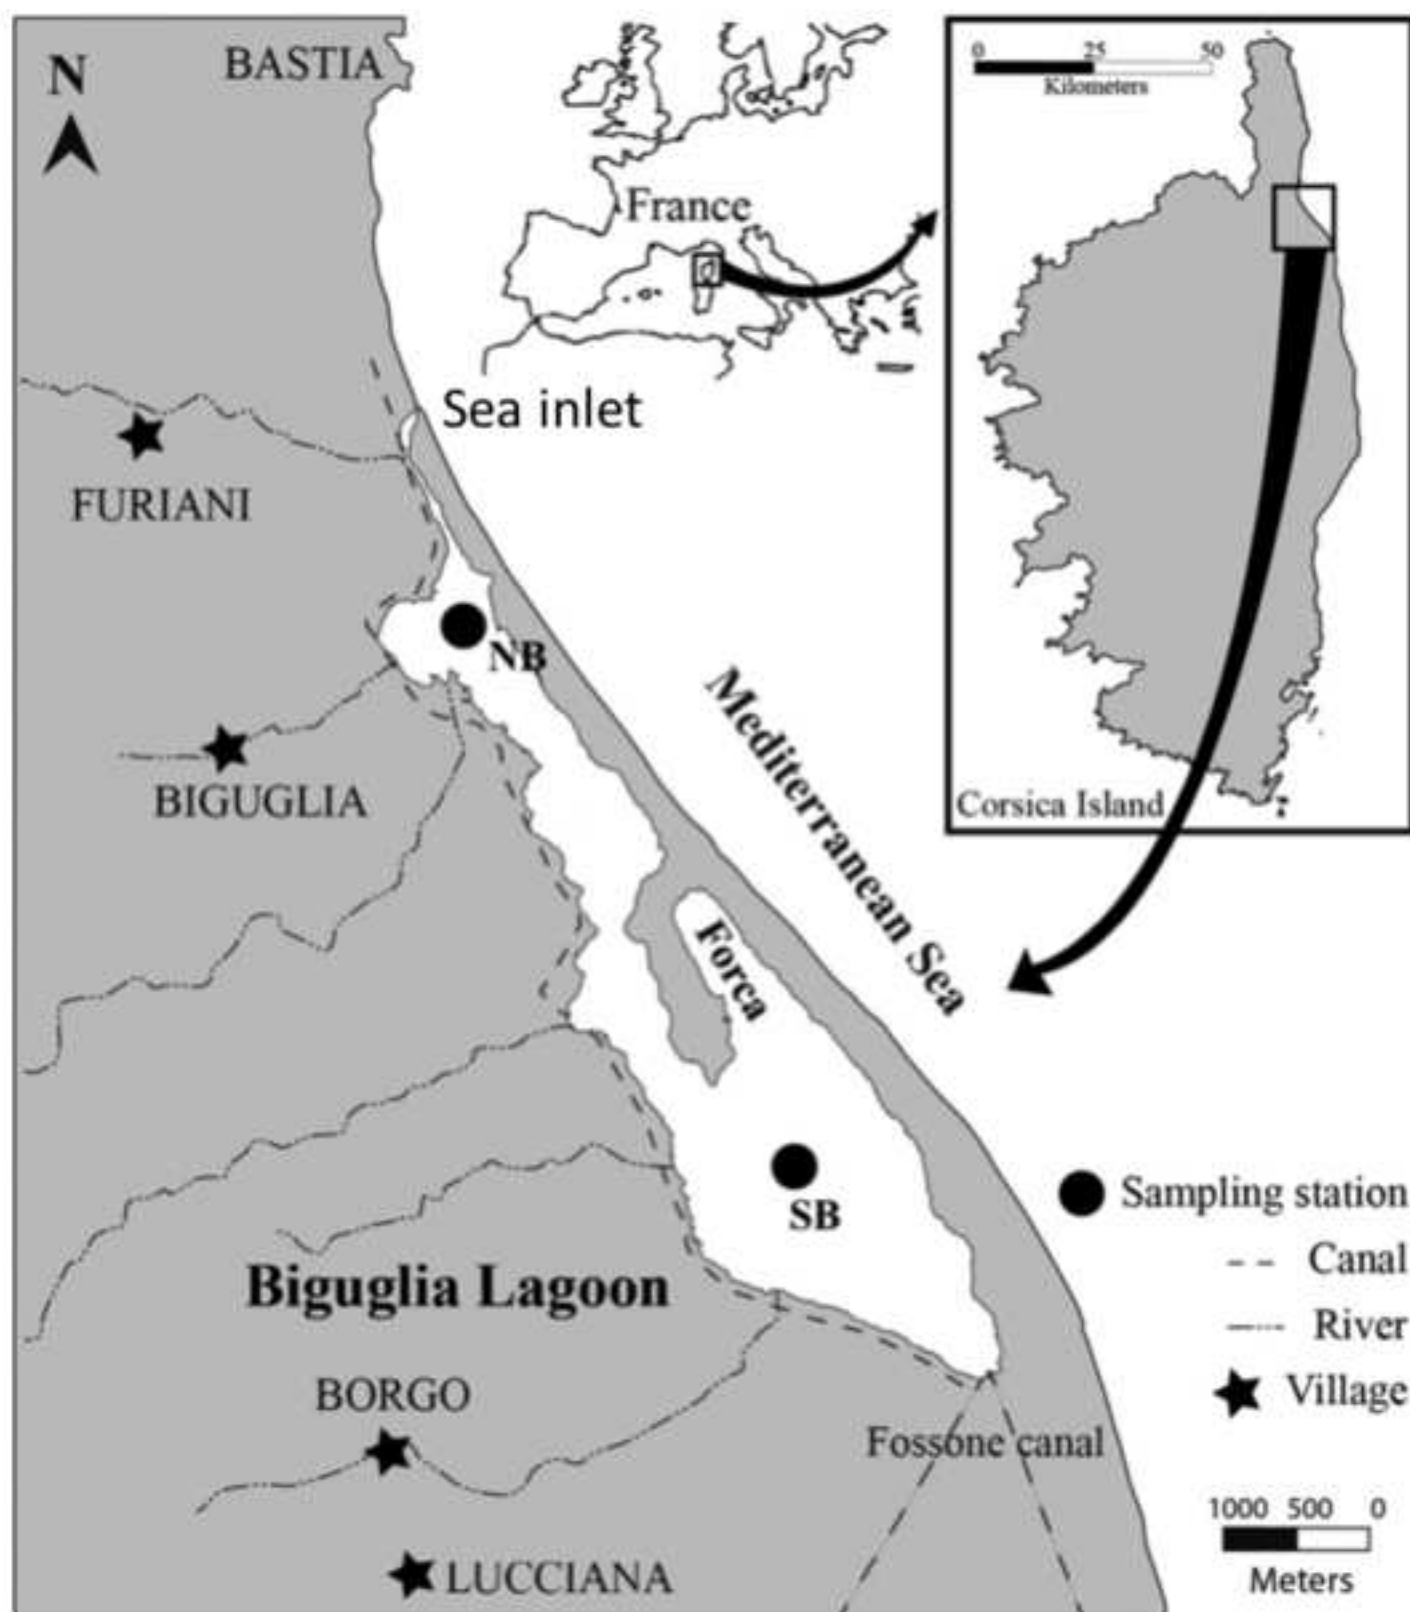 N
BASTIA
France
0 25 50
Kilometers
Sea inlet
FURIANI
NB
BIGUGLIA
Mediterranean Sea
Corsica Island
Forca
SB
Sampling station
Canal
River
Village
Biguglia Lagoon
BORGO
Fossone canal
LUCCIANA
1000 500 0
Meters